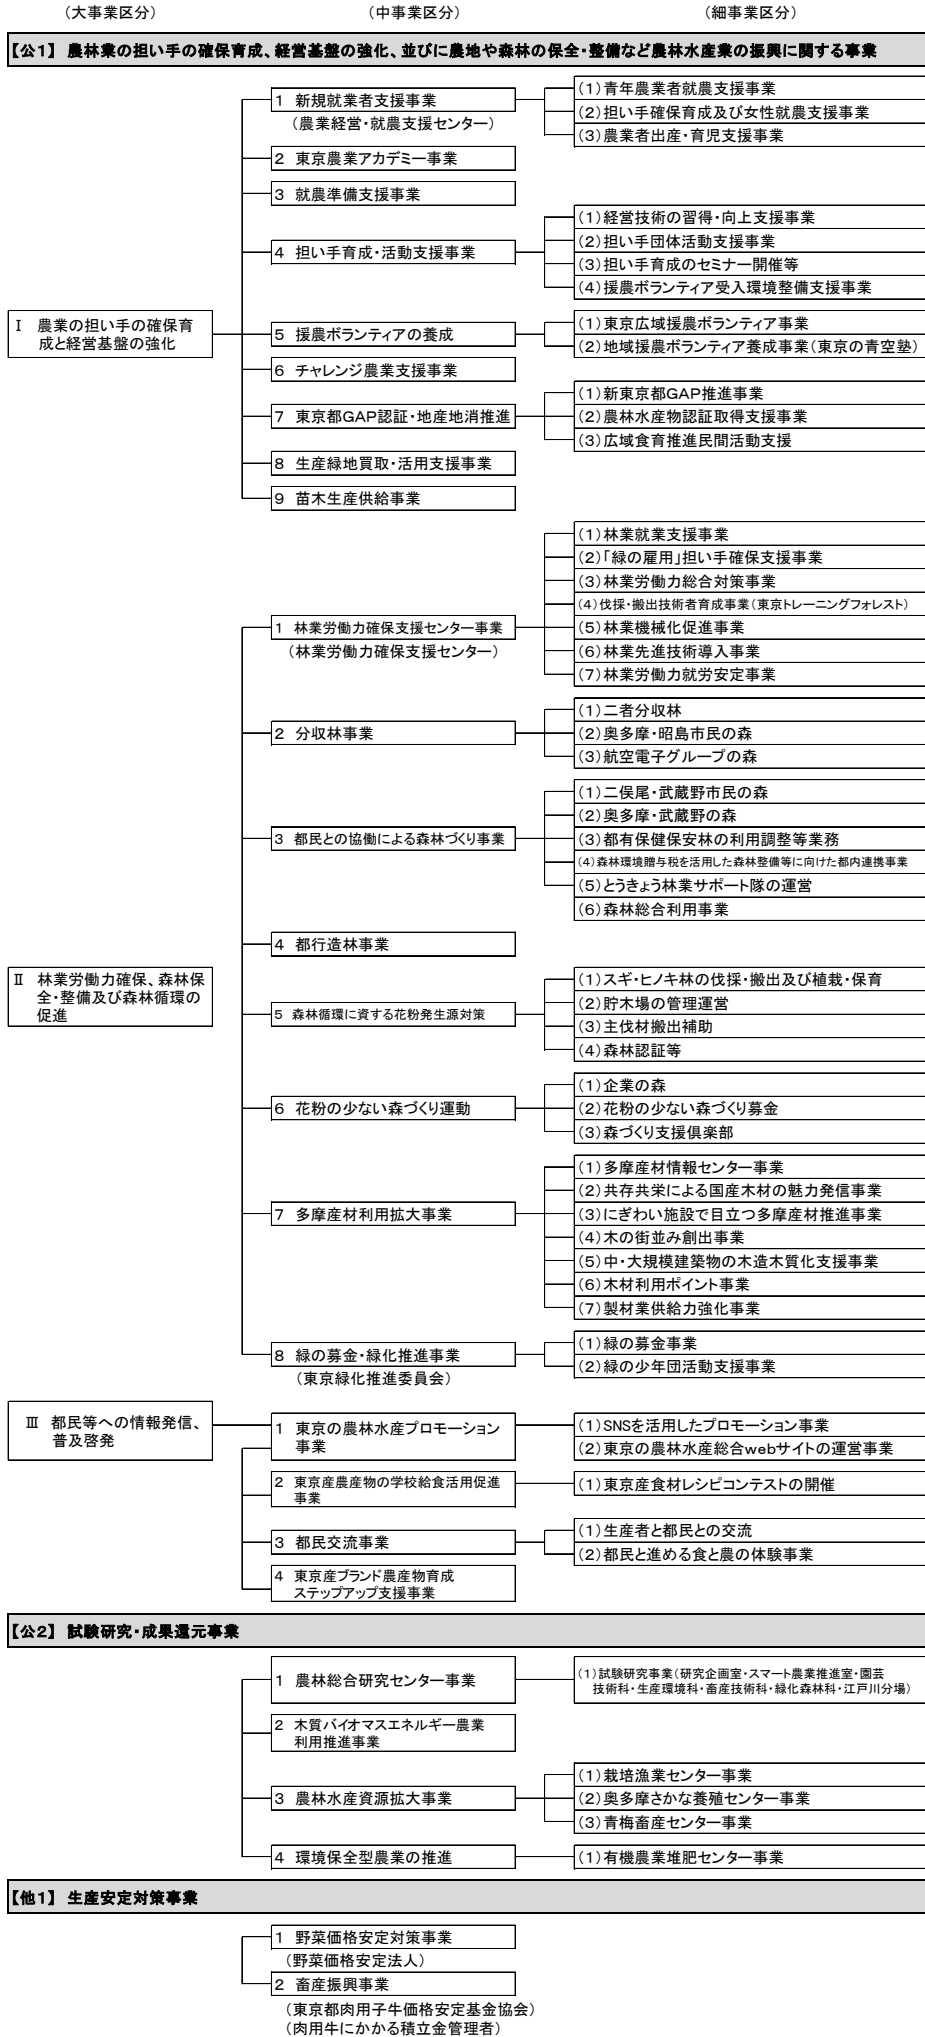 (大事業区分)
(中事業区分)
(細事業区分)
【公1】 農林業の担い手の確保育成、経営基盤の強化、並びに農地や森林の保全・整備など農林水産業の振興に関する事業
Ⅰ 農業の担い手の確保育
成と経営基盤の強化
1 新規就業者支援事業
(農業経営・就農支援センター)
(1)青年農業者就農支援事業
(2)担い手確保育成及び女性就農支援事業
(3)農業者出産・育児支援事業
2 東京農業アカデミー事業
3 就農準備支援事業
4 担い手育成・活動支援事業
(1)経営技術の習得・向上支援事業
(2)担い手団体活動支援事業
(3)担い手育成のセミナー開催等
(4)援農ボランティア受入環境整備支援事業
5 援農ボランティアの養成
(1)東京広域援農ボランティア事業
(2)地域援農ボランティア養成事業(東京の青空塾)
6 チャレンジ農業支援事業
7 東京都GAP認証・地産地消推進
(1)新東京都GAP推進事業
(2)農林水産物認証取得支援事業
(3)広域食育推進民間活動支援
8 生産緑地買取・活用支援事業
9 苗木生産供給事業
Ⅱ 林業労働力確保、森林保
全・整備及び森林循環の
促進
1 林業労働力確保支援センター事業
(林業労働力確保支援センター)
(1)林業就業支援事業
(2)「緑の雇用」担い手確保支援事業
(3)林業労働力総合対策事業
(4)伐採・搬出技術者育成事業(東京トレーニングフォレスト)
(5)林業機械化促進事業
(6)林業先進技術導入事業
(7)林業労働力就労安定事業
2 分収林事業
(1)二者分収林
(2)奥多摩・昭島市民の森
(3)航空電子グループの森
3 都民との協働による森林づくり事業
(1)二俣尾・武蔵野市民の森
(2)奥多摩・武蔵野の森
(3)都有保健保安林の利用調整等業務
(4)森林環境贈与税を活用した森林整備等に向けた都内連携事業
(5)とうきょう林業サポート隊の運営
(6)森林総合利用事業
4 都行造林事業
5 森林循環に資する花粉発生源対策
(1)スギ・ヒノキ林の伐採・搬出及び植栽・保育
(2)貯木場の管理運営
(3)主伐材搬出補助
(4)森林認証等
6 花粉の少ない森づくり運動
(1)企業の森
(2)花粉の少ない森づくり募金
(3)森づくり支援倶楽部
7 多摩産材利用拡大事業
(1)多摩産材情報センター事業
(2)共存共栄による国産木材の魅力発信事業
(3)にぎわい施設で目立つ多摩産材推進事業
(4)木の街並み創出事業
(5)中・大規模建築物の木造木質化支援事業
(6)木材利用ポイント事業
(7)製材業供給力強化事業
8 緑の募金・緑化推進事業
(東京緑化推進委員会)
(1)緑の募金事業
(2)緑の少年団活動支援事業
Ⅲ 都民等への情報発信、
普及啓発
1 東京の農林水産プロモーション
事業
(1)SNSを活用したプロモーション事業
(2)東京の農林水産総合webサイトの運営事業
2 東京産農産物の学校給食活用促進
事業
(1)東京産食材レシピコンテストの開催
3 都民交流事業
(1)生産者と都民との交流
(2)都民と進める食と農の体験事業
4 東京産ブランド農産物育成
ステップアップ支援事業
【公2】 試験研究・成果還元事業
1 農林総合研究センター事業
(1)試験研究事業(研究企画室・スマート農業推進室・園芸
技術科・生産環境科・畜産技術科・緑化森林科・江戸川分場)
2 木質バイオマスエネルギー農業
利用推進事業
3 農林水産資源拡大事業
(1)栽培漁業センター事業
(2)奥多摩さかな養殖センター事業
(3)青梅畜産センター事業
4 環境保全型農業の推進
(1)有機農業堆肥センター事業
【他1】 生産安定対策事業
1 野菜価格安定対策事業
(野菜価格安定法人)
2 畜産振興事業
(東京都肉用子牛価格安定基金協会)
(肉用牛にかかる積立金管理者)